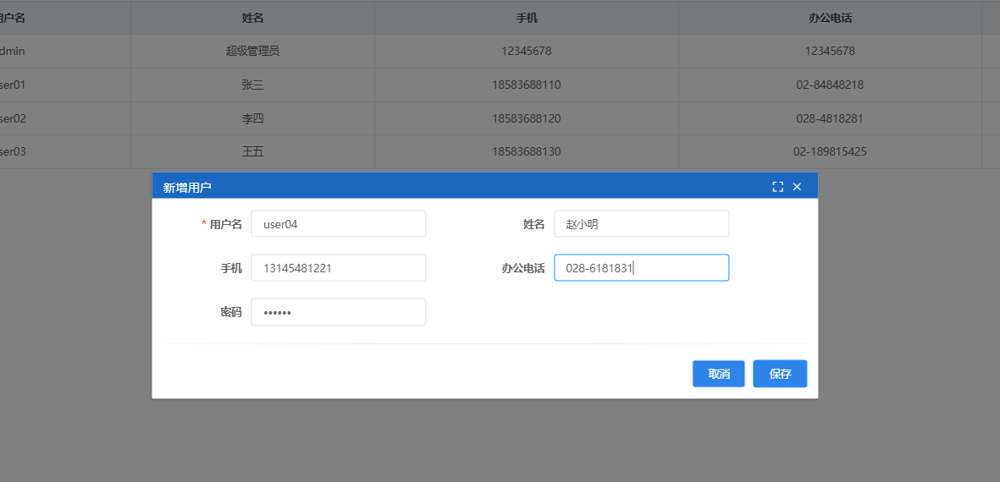 用户名 姓名 手机 办公电话
dmin 超级管理员 12345678 12345678
ser01 张三 18583688110 02-84848218
ser02 李四 18583688120 028-4818281
ser03 王五 18583688130 02-189815425
新增用户
* 用户名 user04 姓名 赵小明
手机 13145481221 办公电话 028-6181831
密码 ••••••
取消 保存